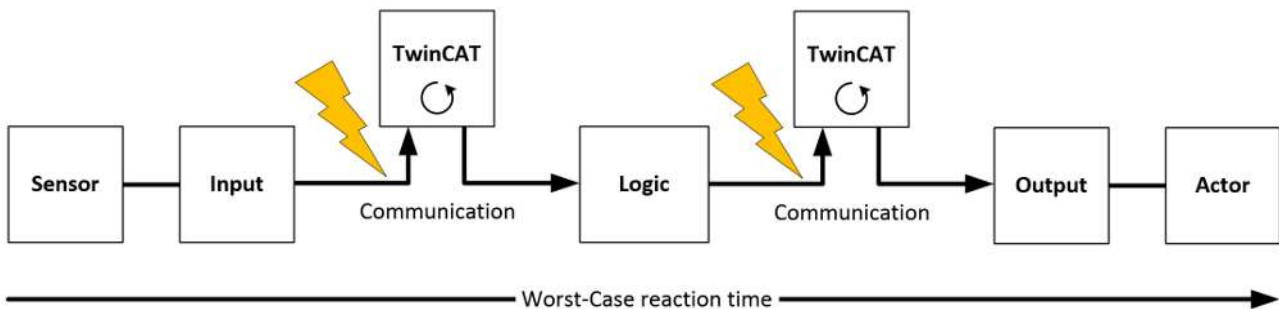 TwinCAT
TwinCAT
Sensor
Input
Communication
Logic
Communication
Output
Actor
Worst-Case reaction time